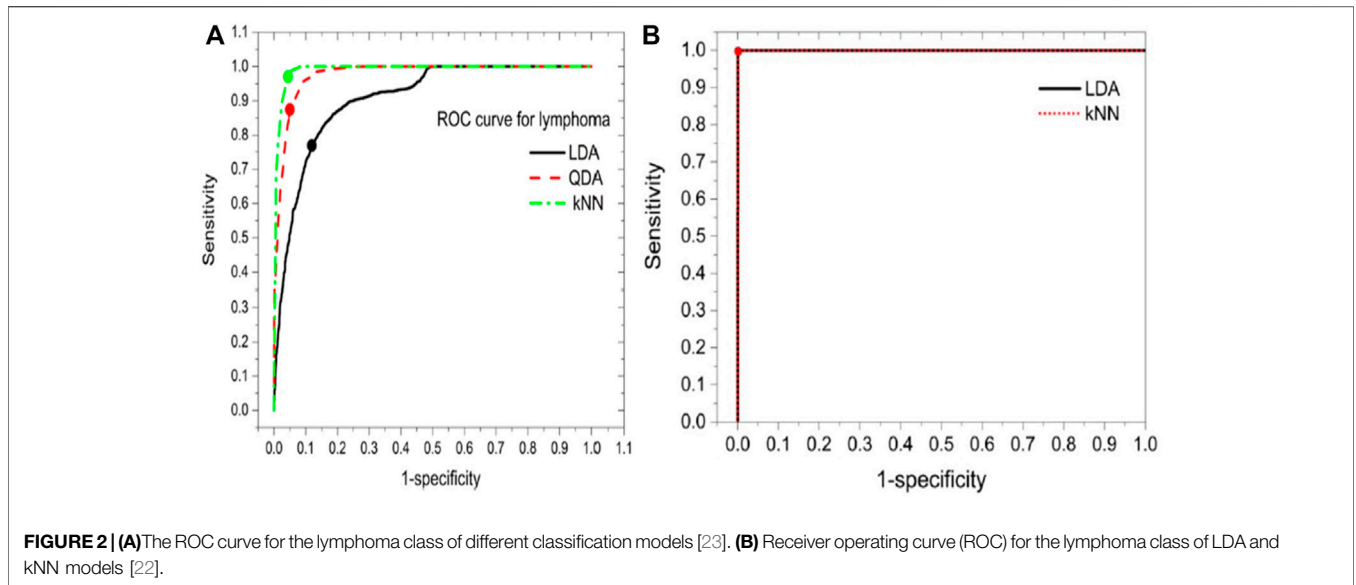 A
1.1
1.0
0.9
0.8
0.7
0.6
0.5
0.4
0.3
0.2
0.1
0.0
Sensitivity
ROC curve for lymphoma
LDA
QDA
kNN
0.0 0.1 0.2 0.3 0.4 0.5 0.6 0.7 0.8 0.9 1.0 1.1
1-specificity
B
1.0
0.9
0.8
0.7
0.6
0.5
0.4
0.3
0.2
0.1
0.0
Sensitivity
LDA
kNN
0.0 0.1 0.2 0.3 0.4 0.5 0.6 0.7 0.8 0.9 1.0
1-specificity
FIGURE 2 | (A)The ROC curve for the lymphoma class of different classification models [23]. (B) Receiver operating curve (ROC) for the lymphoma class of LDA and
kNN models [22].